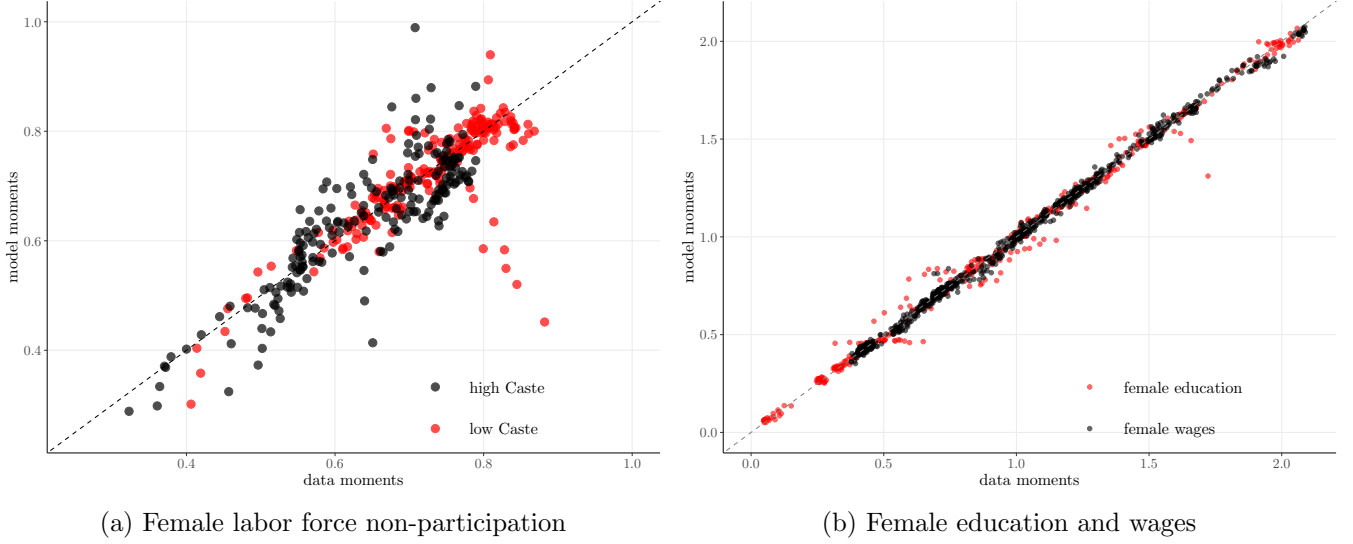 1.0
0.8
0.6
0.4
model moments
0.4 0.6 0.8 1.0
data moments
high Caste
low Caste
(a) Female labor force non-participation
2.0
1.5
1.0
0.5
0.0
model moments
0.0 0.5 1.0 1.5 2.0
data moments
female education
female wages
(b) Female education and wages